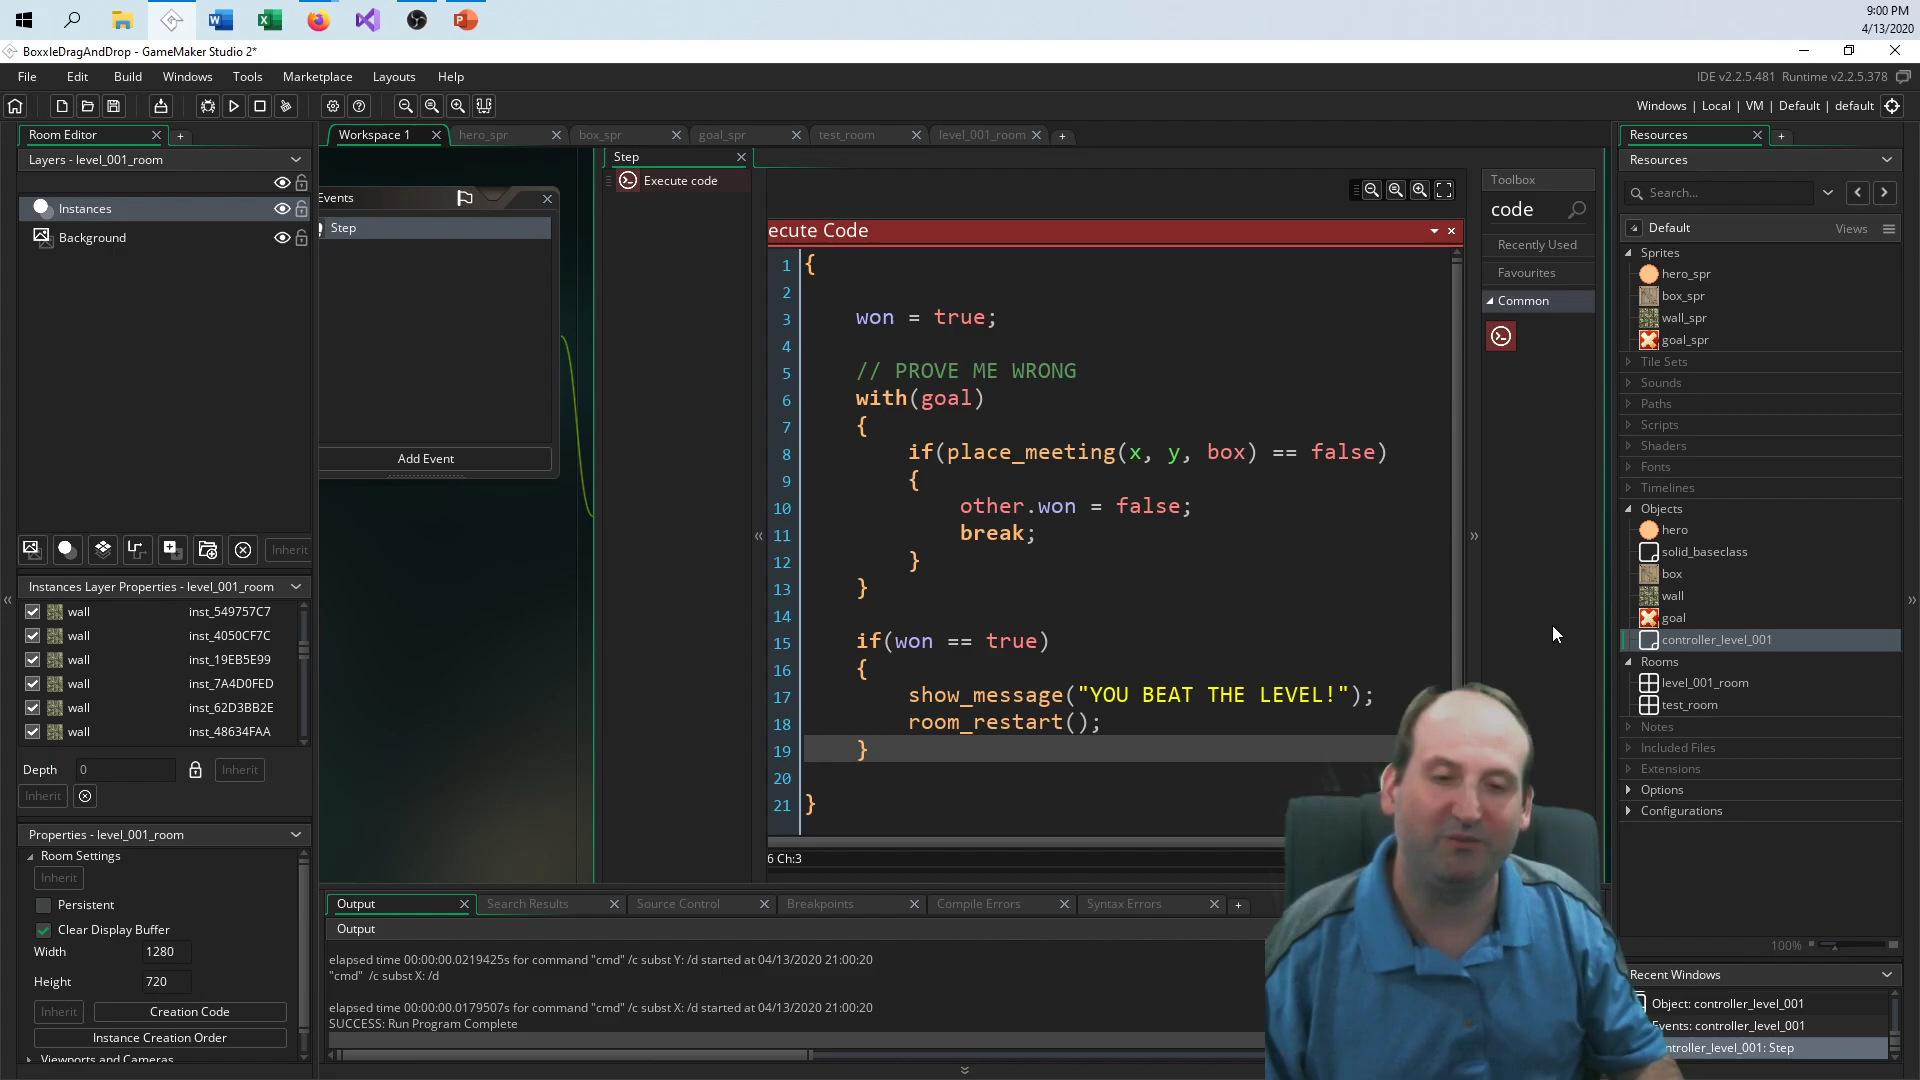 9:00 PM
4/13/2020
BoxxleDragAndDrop - GameMaker Studio 2*
File Edit Build Windows Tools Marketplace Layouts Help
IDE v2.2.5.481 Runtime v2.2.5.378
Windows | Local | VM | Default | default
Room Editor
Layers - level_001_room
Instances
Background
Inherit
Instances Layer Properties - level_001_room
wall inst_549757C7
wall inst_4050CF7C
wall inst_19EB5E99
wall inst_7A4D0FED
wall inst_62D3BB2E
wall inst_48634FAA
Depth 0 Inherit
Inherit
Properties - level_001_room
Room Settings
Inherit
Persistent
Clear Display Buffer
Width 1280
Height 720
Inherit Creation Code
Instance Creation Order
Viewports and Cameras
Workspace 1 hero_spr box_spr goal_spr test_room level_001_room
Events
Step
Add Event
Step
Execute code
ecute Code
1 {
2
3 won = true;
4
5 // PROVE ME WRONG
6 with(goal)
7 {
8 if(place_meeting(x, y, box) == false)
9 {
10 other.won = false;
11 break;
12 }
13 }
14
15 if(won == true)
16 {
17 show_message("YOU BEAT THE LEVEL!");
18 room_restart();
19 }
20
21 }
6 Ch:3
Toolbox
code
Recently Used
Favourites
Common
Output Search Results Source Control Breakpoints Compile Errors Syntax Errors
Output
elapsed time 00:00:00.0219425s for command "cmd" /c subst Y: /d started at 04/13/2020 21:00:20
"cmd" /c subst X: /d
elapsed time 00:00:00.0179507s for command "cmd" /c subst X: /d started at 04/13/2020 21:00:20
SUCCESS: Run Program Complete
Resources
Resources
Search...
Default Views
Sprites
hero_spr
box_spr
wall_spr
goal_spr
Tile Sets
Sounds
Paths
Scripts
Shaders
Fonts
Timelines
Objects
hero
solid_baseclass
box
wall
goal
controller_level_001
Rooms
level_001_room
test_room
Notes
Included Files
Extensions
Options
Configurations
100%
Recent Windows
Object: controller_level_001
Events: controller_level_001
ntroller_level_001: Step